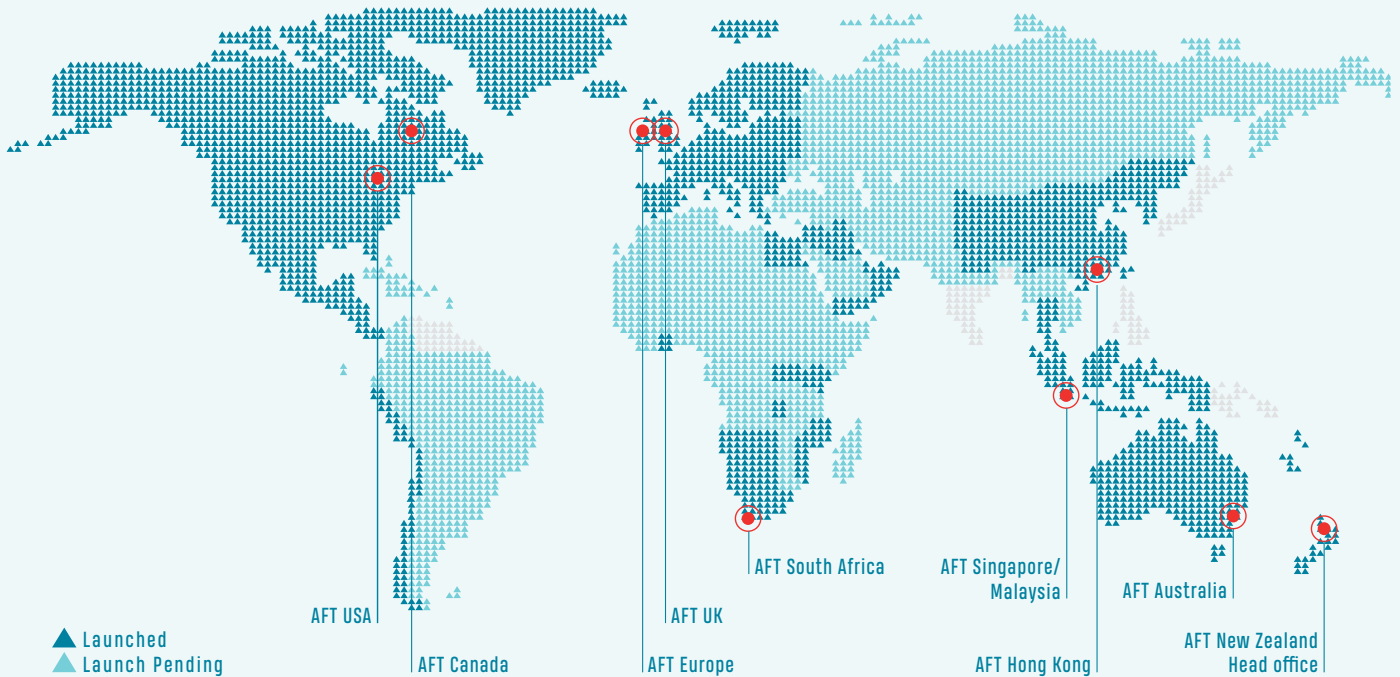 AFT South Africa
AFT Singapore/
Malaysia
AFT Australia
AFT USA
AFT UK
Launched
Launch Pending
AFT Canada
AFT Europe
AFT Hong Kong
AFT New Zealand
Head office